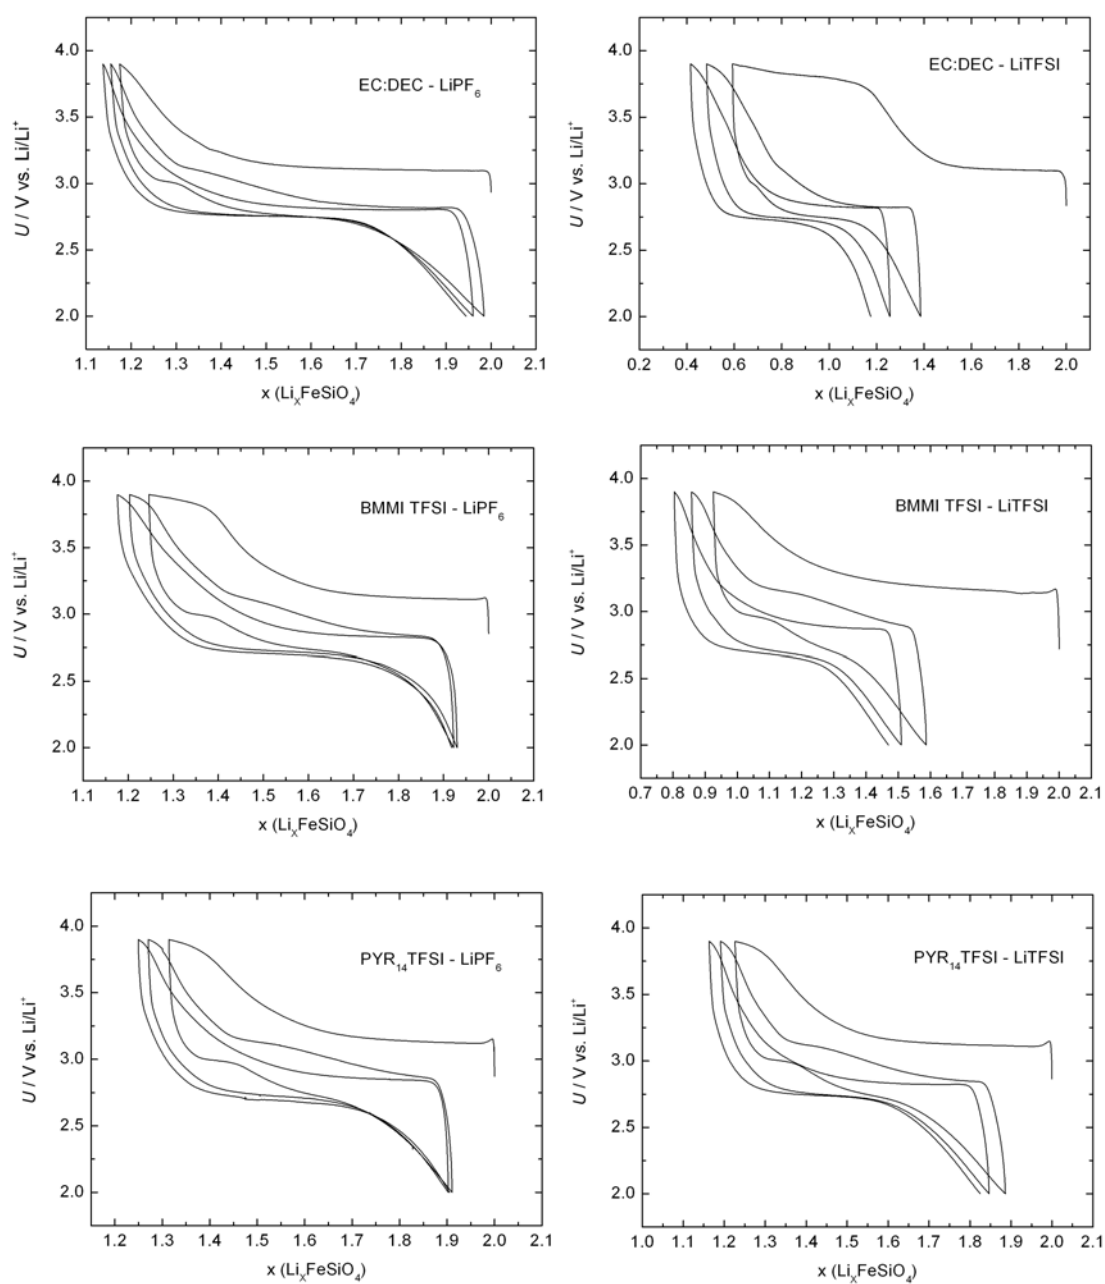 EC:DEC - LiPF₆
U / V vs. Li/Li⁺
4.0
3.5
3.0
2.5
2.0
1.1 1.2 1.3 1.4 1.5 1.6 1.7 1.8 1.9 2.0 2.1
x (LiₓFeSiO₄)
EC:DEC - LiTFSI
U / V vs. Li/Li⁺
4.0
3.5
3.0
2.5
2.0
0.2 0.4 0.6 0.8 1.0 1.2 1.4 1.6 1.8 2.0
x (LiₓFeSiO₄)
BMMI TFSI - LiPF₆
U / V vs. Li/Li⁺
4.0
3.5
3.0
2.5
2.0
1.1 1.2 1.3 1.4 1.5 1.6 1.7 1.8 1.9 2.0 2.1
x (LiₓFeSiO₄)
BMMI TFSI - LiTFSI
U / V vs. Li/Li⁺
4.0
3.5
3.0
2.5
2.0
0.7 0.8 0.9 1.0 1.1 1.2 1.3 1.4 1.5 1.6 1.7 1.8 1.9 2.0 2.1
x (LiₓFeSiO₄)
PYR₁₄TFSI - LiPF₆
U / V vs. Li/Li⁺
4.0
3.5
3.0
2.5
2.0
1.2 1.3 1.4 1.5 1.6 1.7 1.8 1.9 2.0 2.1
x (LiₓFeSiO₄)
PYR₁₄TFSI - LiTFSI
U / V vs. Li/Li⁺
4.0
3.5
3.0
2.5
2.0
1.0 1.1 1.2 1.3 1.4 1.5 1.6 1.7 1.8 1.9 2.0 2.1
x (LiₓFeSiO₄)